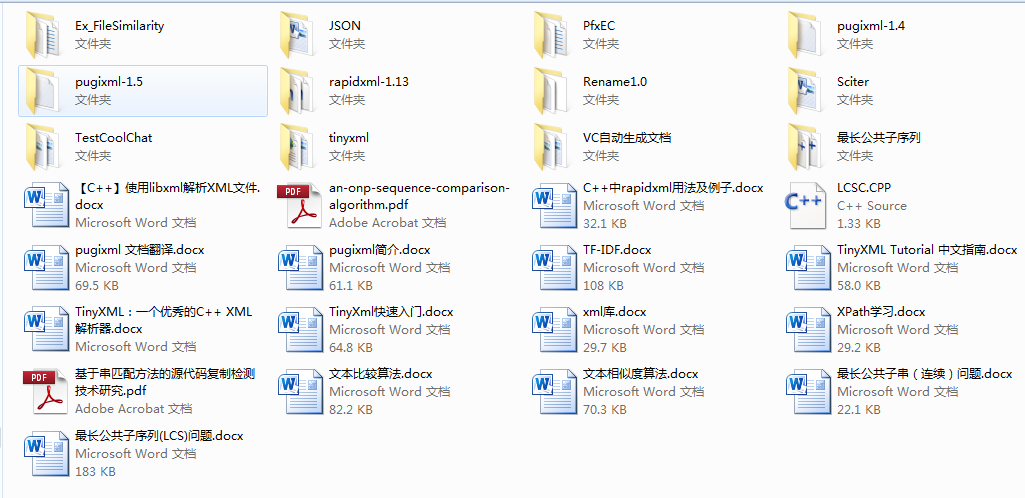 Ex_FileSimilarity
文件夹
JSON
文件夹
PfxEC
文件夹
pugixml-1.4
文件夹
pugixml-1.5
文件夹
rapidxml-1.13
文件夹
Rename1.0
文件夹
Sciter
文件夹
TestCoolChat
文件夹
tinyxml
文件夹
VC自动生成文档
文件夹
最长公共子序列
文件夹
【C++】使用libxml解析XML文件.
docx
Microsoft Word 文档
an-onp-sequence-comparison-
algorithm.pdf
Adobe Acrobat 文档
C++中rapidxml用法及例子.docx
Microsoft Word 文档
32.1 KB
LCSC.CPP
C++ Source
1.33 KB
pugixml 文档翻译.docx
Microsoft Word 文档
69.5 KB
pugixml简介.docx
Microsoft Word 文档
61.1 KB
TF-IDF.docx
Microsoft Word 文档
108 KB
TinyXML Tutorial 中文指南.docx
Microsoft Word 文档
58.0 KB
TinyXML：一个优秀的C++ XML
解析器.docx
Microsoft Word 文档
TinyXml快速入门.docx
Microsoft Word 文档
64.8 KB
xml库.docx
Microsoft Word 文档
29.7 KB
XPath学习.docx
Microsoft Word 文档
29.2 KB
基于串匹配方法的源代码复制检测
技术研究.pdf
Adobe Acrobat 文档
文本比较算法.docx
Microsoft Word 文档
82.2 KB
文本相似度算法.docx
Microsoft Word 文档
70.3 KB
最长公共子串（连续）问题.docx
Microsoft Word 文档
22.1 KB
最长公共子序列(LCS)问题.docx
Microsoft Word 文档
183 KB